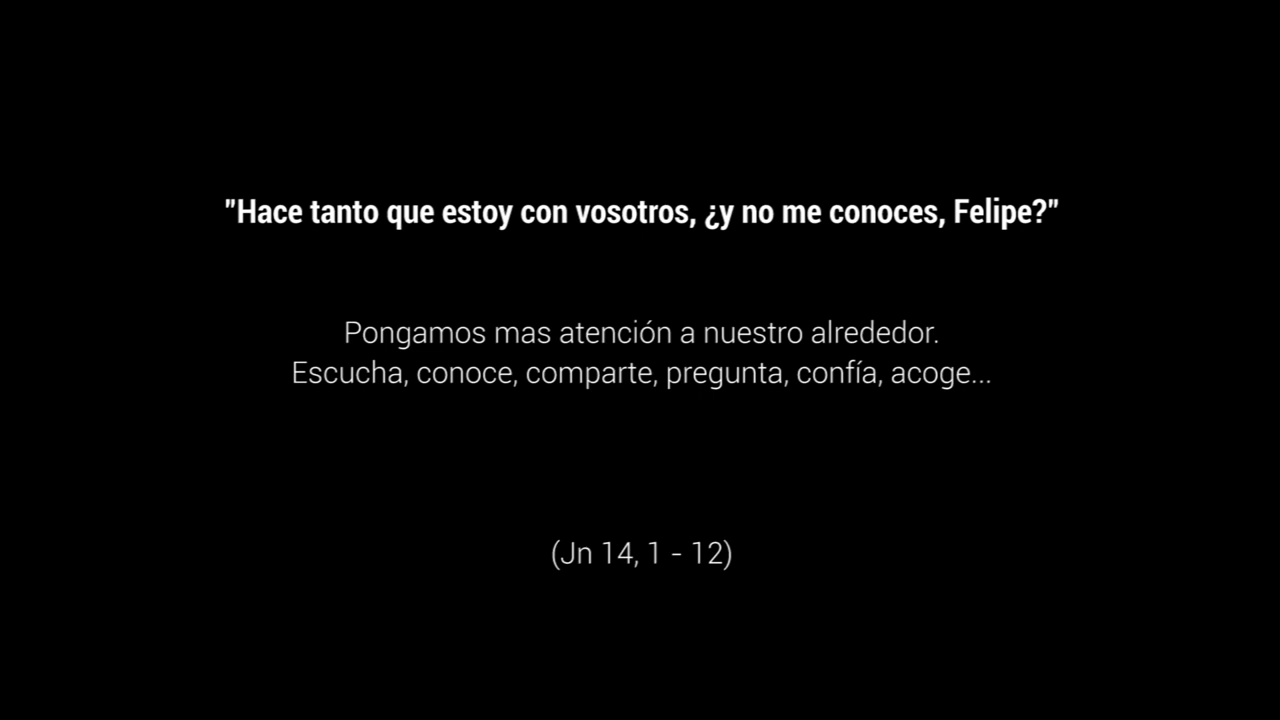 "Hace tanto que estoy con vosotros, ¿y no me conoces, Felipe?"
Pongamos mas atención a nuestro alrededor.
Escucha, conoce, comparte, pregunta, confía, acoge...
(Jn 14, 1 - 12)